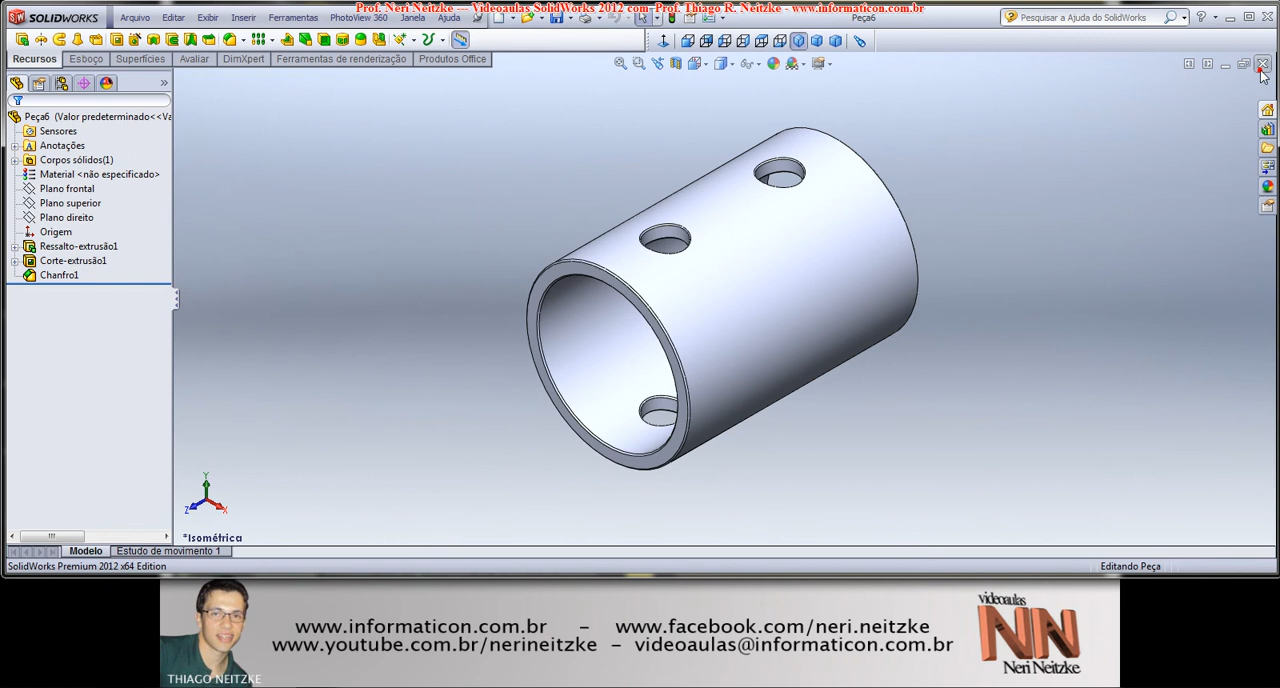 Prof. Neri Neitzke --- Videoaulas SolidWorks 2012 com Prof. Thiago R. Neitzke - www.informaticon.com.br
SOLIDWORKS
Arquivo Editar Exibir Inserir Ferramentas PhotoView 360 Janela Ajuda
Peça6
Pesquisar a Ajuda do SolidWorks
Recursos Esboço Superfícies Avaliar DimXpert Ferramentas de renderização Produtos Office
Peça6 (Valor predeterminado<<Va
Sensores
Anotações
Corpos sólidos(1)
Material <não especificado>
Plano frontal
Plano superior
Plano direito
Origem
Ressalto-extrusão1
Corte-extrusão1
Chanfro1
Y
Z
X
*Isométrica
Modelo Estudo de movimento 1
SolidWorks Premium 2012 x64 Edition
Editando Peça
www.informaticon.com.br - www.facebook.com/neri.neitzke
www.youtube.com.br/nerineitzke - videoaulas@informaticon.com.br
THIAGO NEITZKE
videoaulas
NN
Neri Neitzke